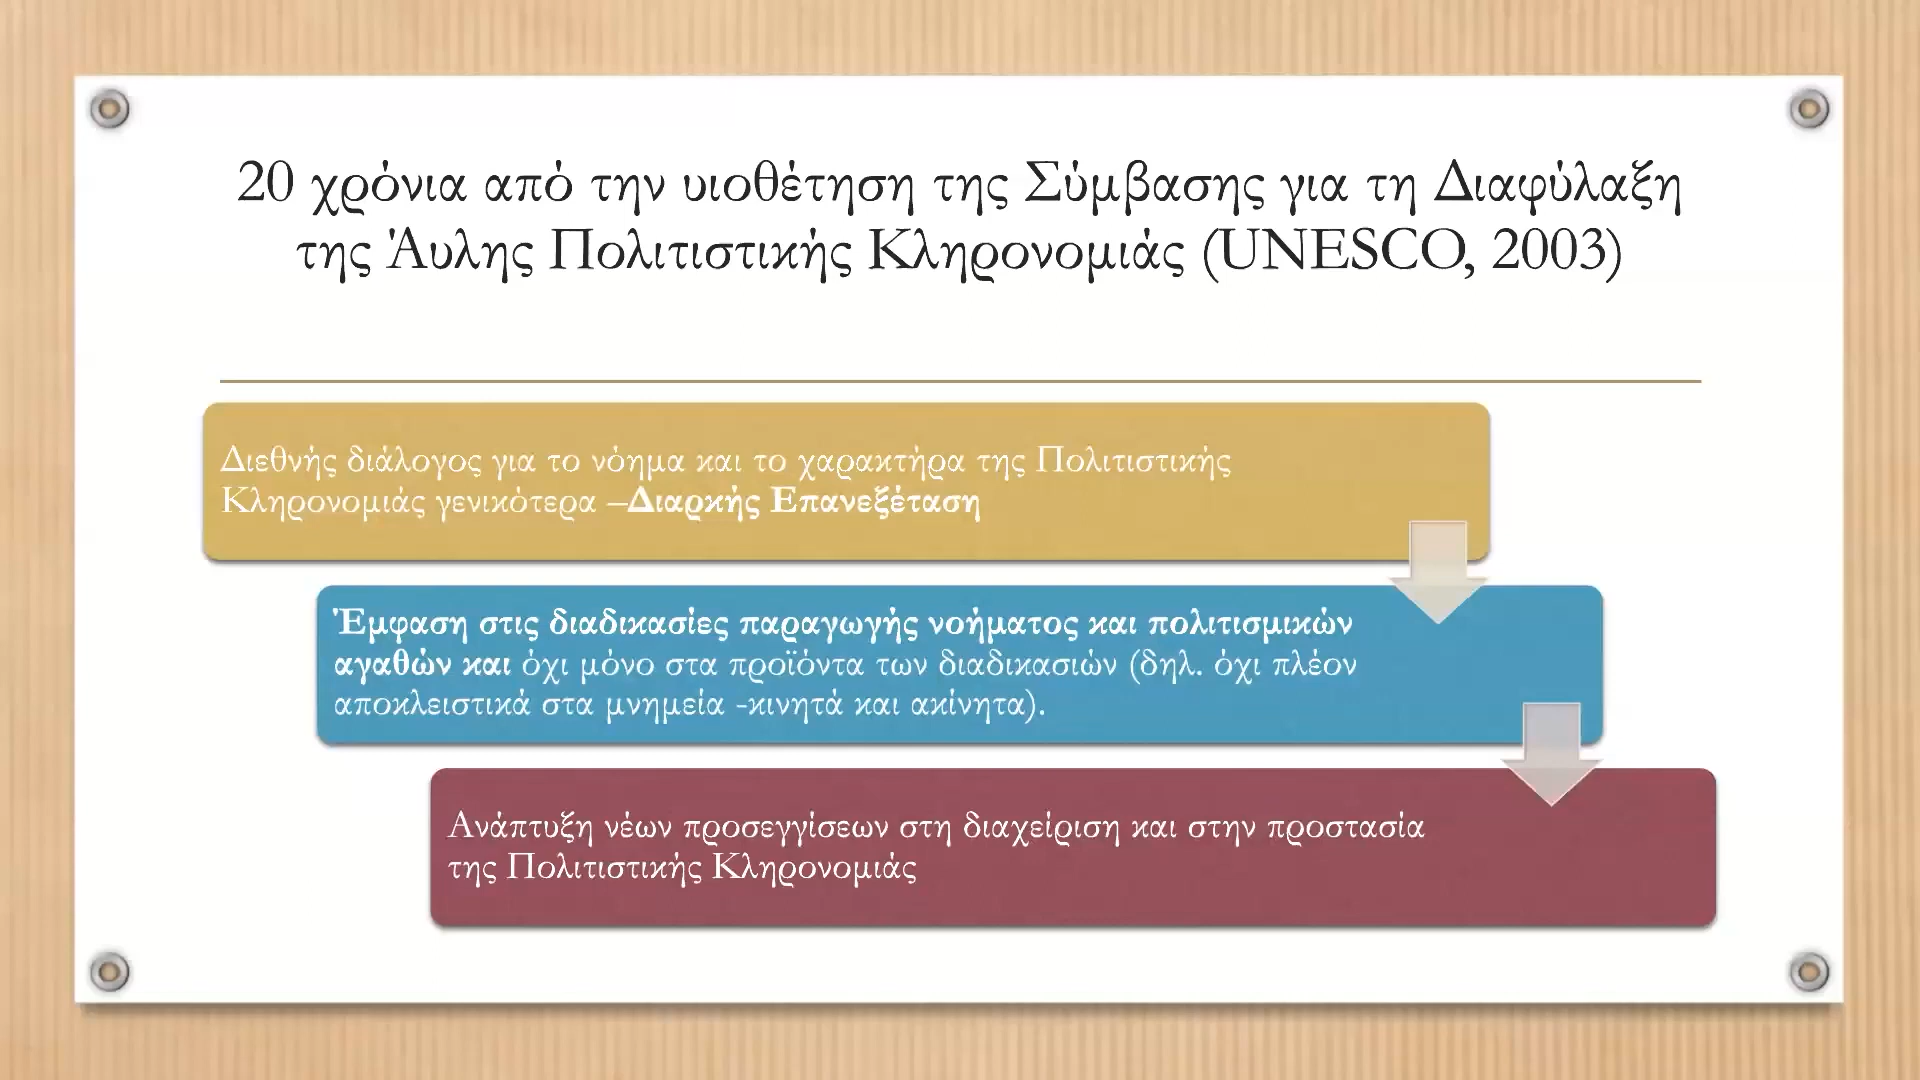 20 χρόνια από την υιοθέτηση της Σύμβασης για τη Διαφύλαξη
της Άυλης Πολιτιστικής Κληρονομιάς (UNESCO, 2003)
Διεθνής διάλογος για το νόημα και το χαρακτήρα της Πολιτιστικής
Κληρονομιάς γενικότερα –Διαρκής Επανεξέταση
Έμφαση στις διαδικασίες παραγωγής νοήματος και πολιτισμικών
αγαθών και όχι μόνο στα προϊόντα των διαδικασιών (δηλ. όχι πλέον
αποκλειστικά στα μνημεία -κινητά και ακίνητα).
Ανάπτυξη νέων προσεγγίσεων στη διαχείριση και στην προστασία
της Πολιτιστικής Κληρονομιάς